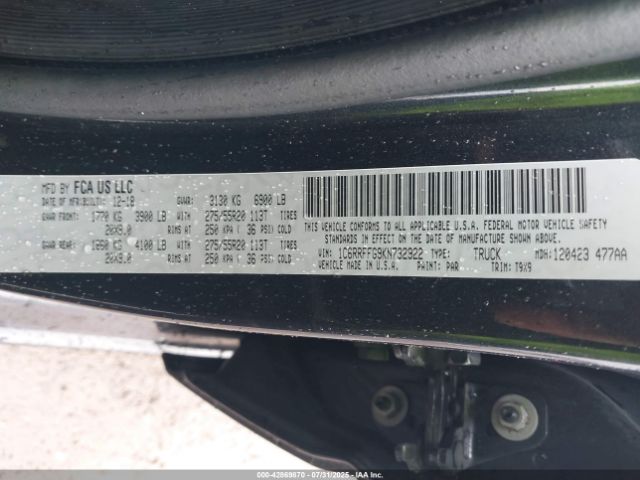 MFD BY FCA US LLC
DATE OF MFR(BUILT): 12-18 GVWR: 3130 KG 6900 LB
GAWR FRONT: 1770 KG 3900 LB WITH 275/55R20 113T TIRES
20X9.0 RIMS AT 250 KPA ( 36 PSI) COLD
GAWR REAR: 1860 KG 4100 LB WITH 275/55R20 113T TIRES
20X9.0 RIMS AT 250 KPA ( 36 PSI) COLD
THIS VEHICLE CONFORMS TO ALL APPLICABLE U.S.A. FEDERAL MOTOR VEHICLE SAFETY
STANDARDS IN EFFECT ON THE DATE OF MANUFACTURE SHOWN ABOVE.
VIN: 1C6RRFFG9KN732922 TYPE: TRUCK MDH: 120423 477AA
VEHICLE MADE IN U.S.A. PAINT: PAR TRIM: T9X9
000-42869870 07/31/2025 - IAAI.COM